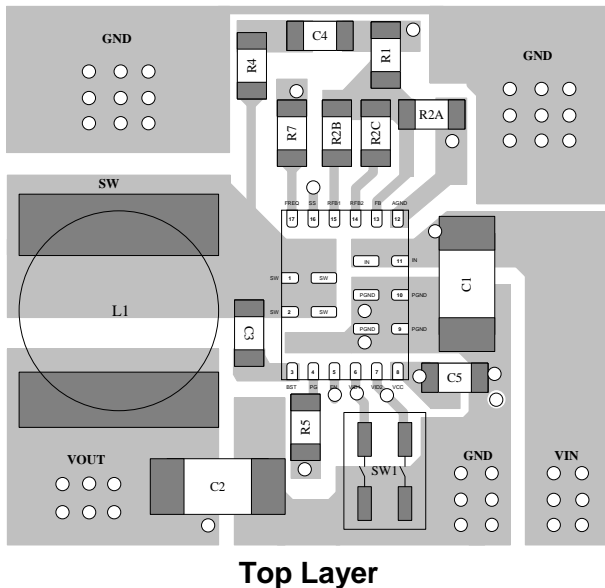 GND
C4
R4
R1
GND
R7
R2B
R2C
R2A
SW
FREQ SS RFB1 RFB2 FB AGND
17 16 15 14 13 12
L1
SW 1 SW
IN 11 IN
SW 2 SW
PGND 10 PGND
PGND 9 PGND
C1
C3
3 4 5 6 7 8
BST PG EN VID1 VID2 VCC
C5
R5
SW1
VOUT
C2
GND
VIN
Top Layer